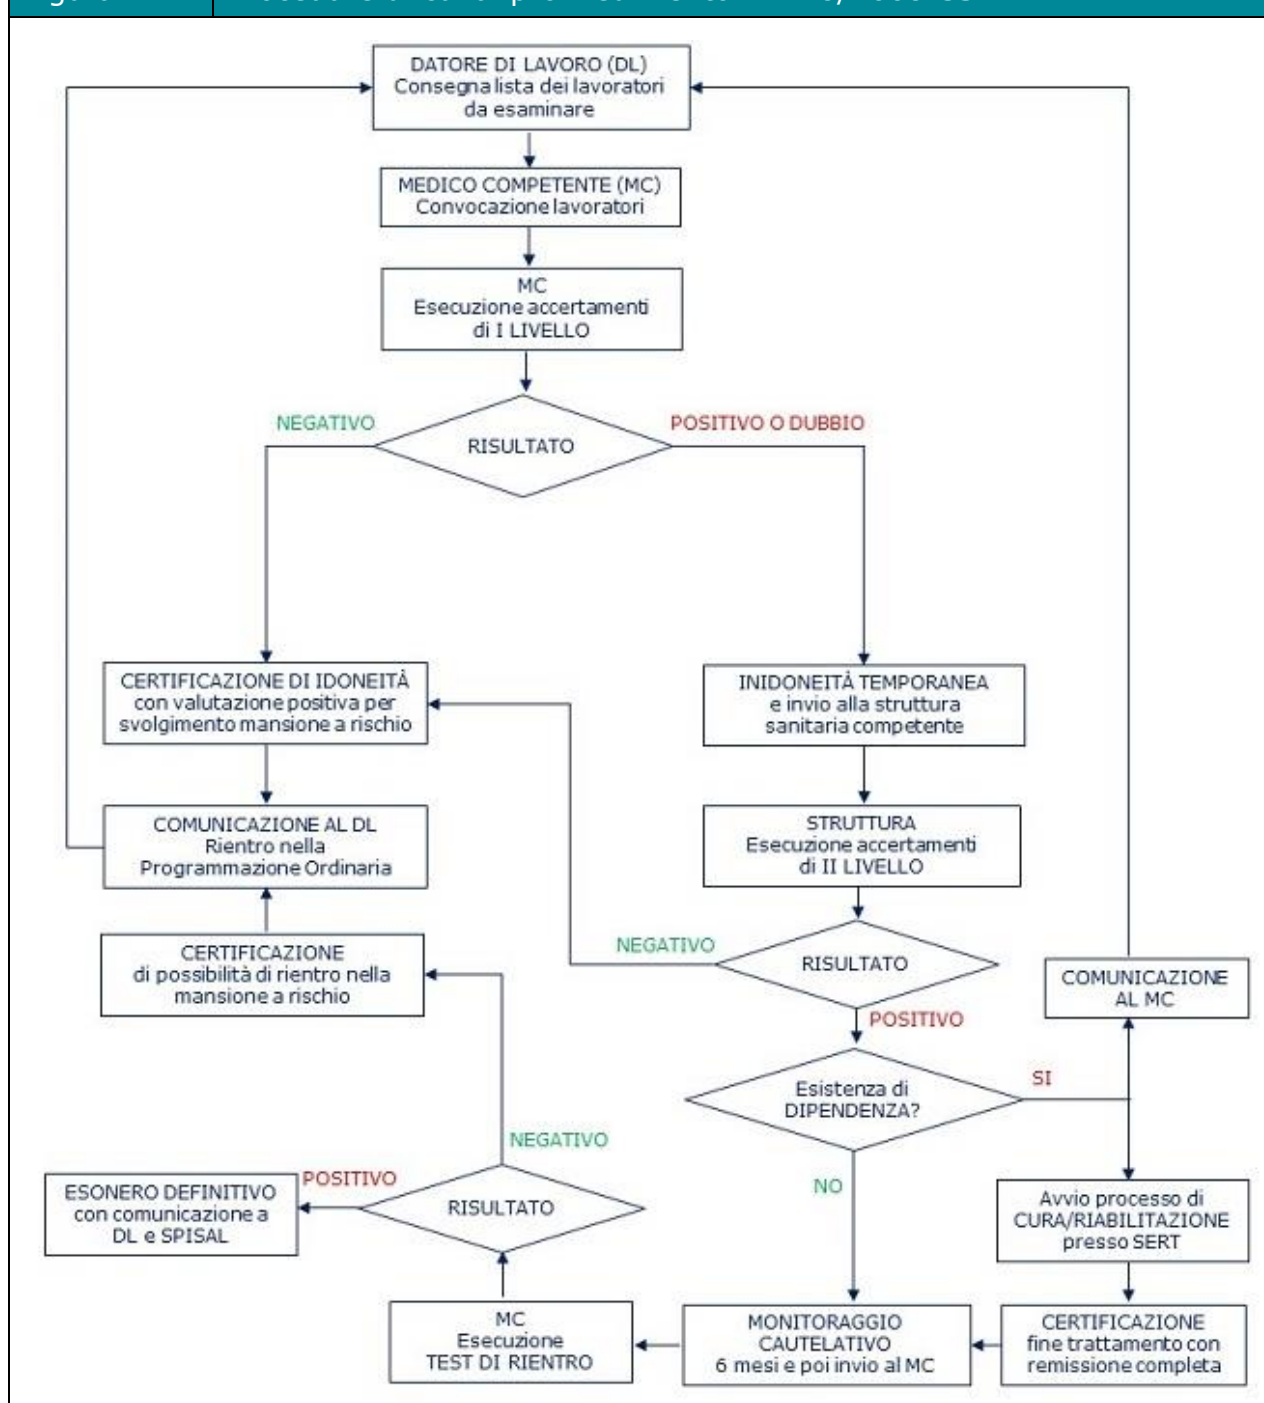 DATORE DI LAVORO (DL)
Consegna lista dei lavoratori
da esaminare
MEDICO COMPETENTE (MC)
Convocazione lavoratori
MC
Esecuzione accertamenti
di I LIVELLO
NEGATIVO
POSITIVO O DUBBIO
RISULTATO
CERTIFICAZIONE DI IDONEITÀ
con valutazione positiva per
svolgimento mansione a rischio
INIDONEITÀ TEMPORANEA
e invio alla struttura
sanitaria competente
COMUNICAZIONE AL DL
Rientro nella
Programmazione Ordinaria
STRUTTURA
Esecuzione accertamenti
di II LIVELLO
CERTIFICAZIONE
di possibilità di rientro nella
mansione a rischio
NEGATIVO
RISULTATO
COMUNICAZIONE
AL MC
POSITIVO
Esistenza di
DIPENDENZA?
SI
NEGATIVO
NO
ESONERO DEFINITIVO
con comunicazione a
DL e SPISAL
POSITIVO
RISULTATO
Avvio processo di
CURA/RIABILITAZIONE
presso SERT
MC
Esecuzione
TEST DI RIENTRO
MONITORAGGIO
CAUTELATIVO
6 mesi e poi invio al MC
CERTIFICAZIONE
fine trattamento con
remissione completa